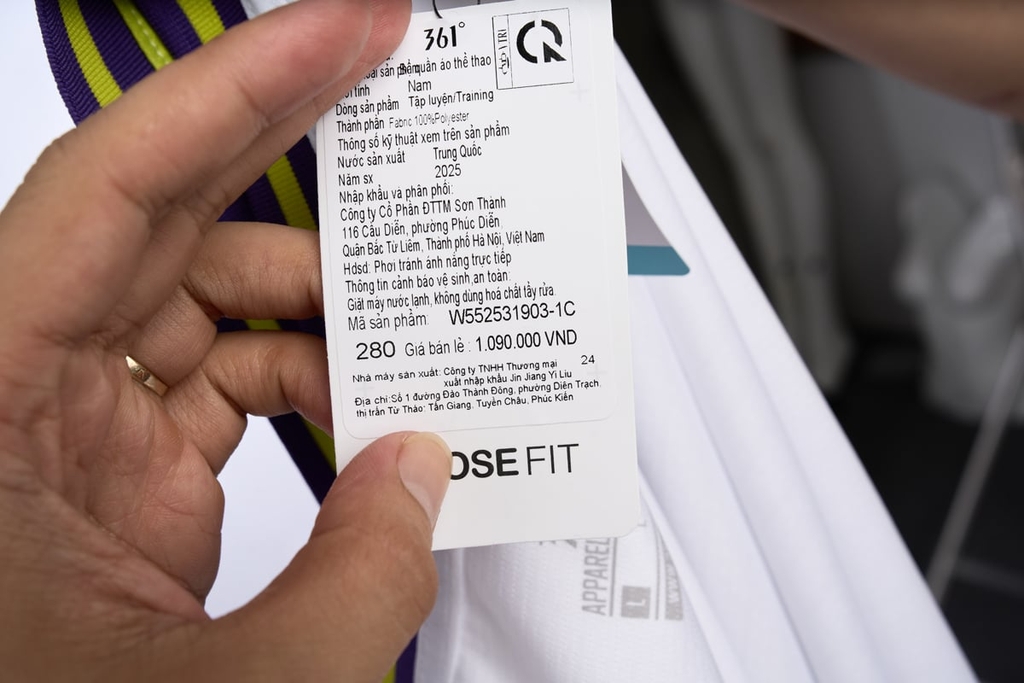 361°
VITRI
CR
sản phẩm Bộ quần áo thể thao
tính Nam
Dòng sản phẩm Tập luyện/Training
Thành phần Fabric 100%Polyester
Thông số kỹ thuật xem trên sản phẩm
Nước sản xuất Trung Quốc
Năm sx 2025
Nhập khẩu và phân phối:
Công ty Cổ Phần ĐTTM Sơn Thành
116 Cầu Diễn, phường Phúc Diễn,
Quận Bắc Từ Liêm, Thành phố Hà Nội, Việt Nam
Hdsd: Phơi tránh ánh nắng trực tiếp
Thông tin cảnh báo vệ sinh,an toàn:
Giặt máy nước lạnh, không dùng hoá chất tẩy rửa
Mã sản phẩm: W552531903-1C
280 Giá bán lẻ : 1.090.000 VND
Nhà máy sản xuất: Công ty TNHH Thương mại 24
xuất nhập khẩu Jin Jiang Yi Liu
Địa chỉ:Số 1 đường Đào Thành Đông, phường Diên Trạch,
thị trấn Từ Thảo, Tấn Giang, Tuyền Châu, Phúc Kiến
OSE FIT
APPAREL
L